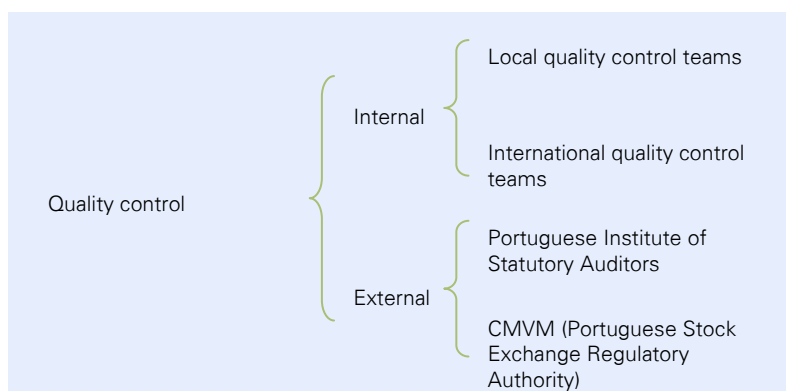 Quality control
Internal
Local quality control teams
International quality control
teams
External
Portuguese Institute of
Statutory Auditors
CMVM (Portuguese Stock
Exchange Regulatory
Authority)